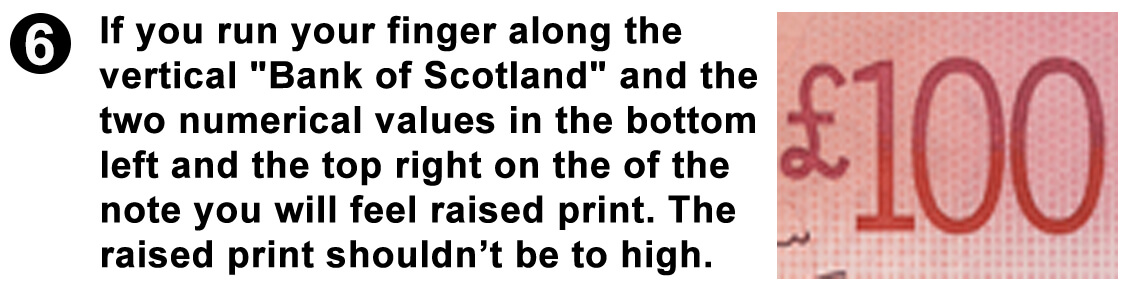 6
If you run your finger along the
vertical "Bank of Scotland" and the
two numerical values in the bottom
left and the top right on the of the
note you will feel raised print. The
raised print shouldn’t be to high.
£100